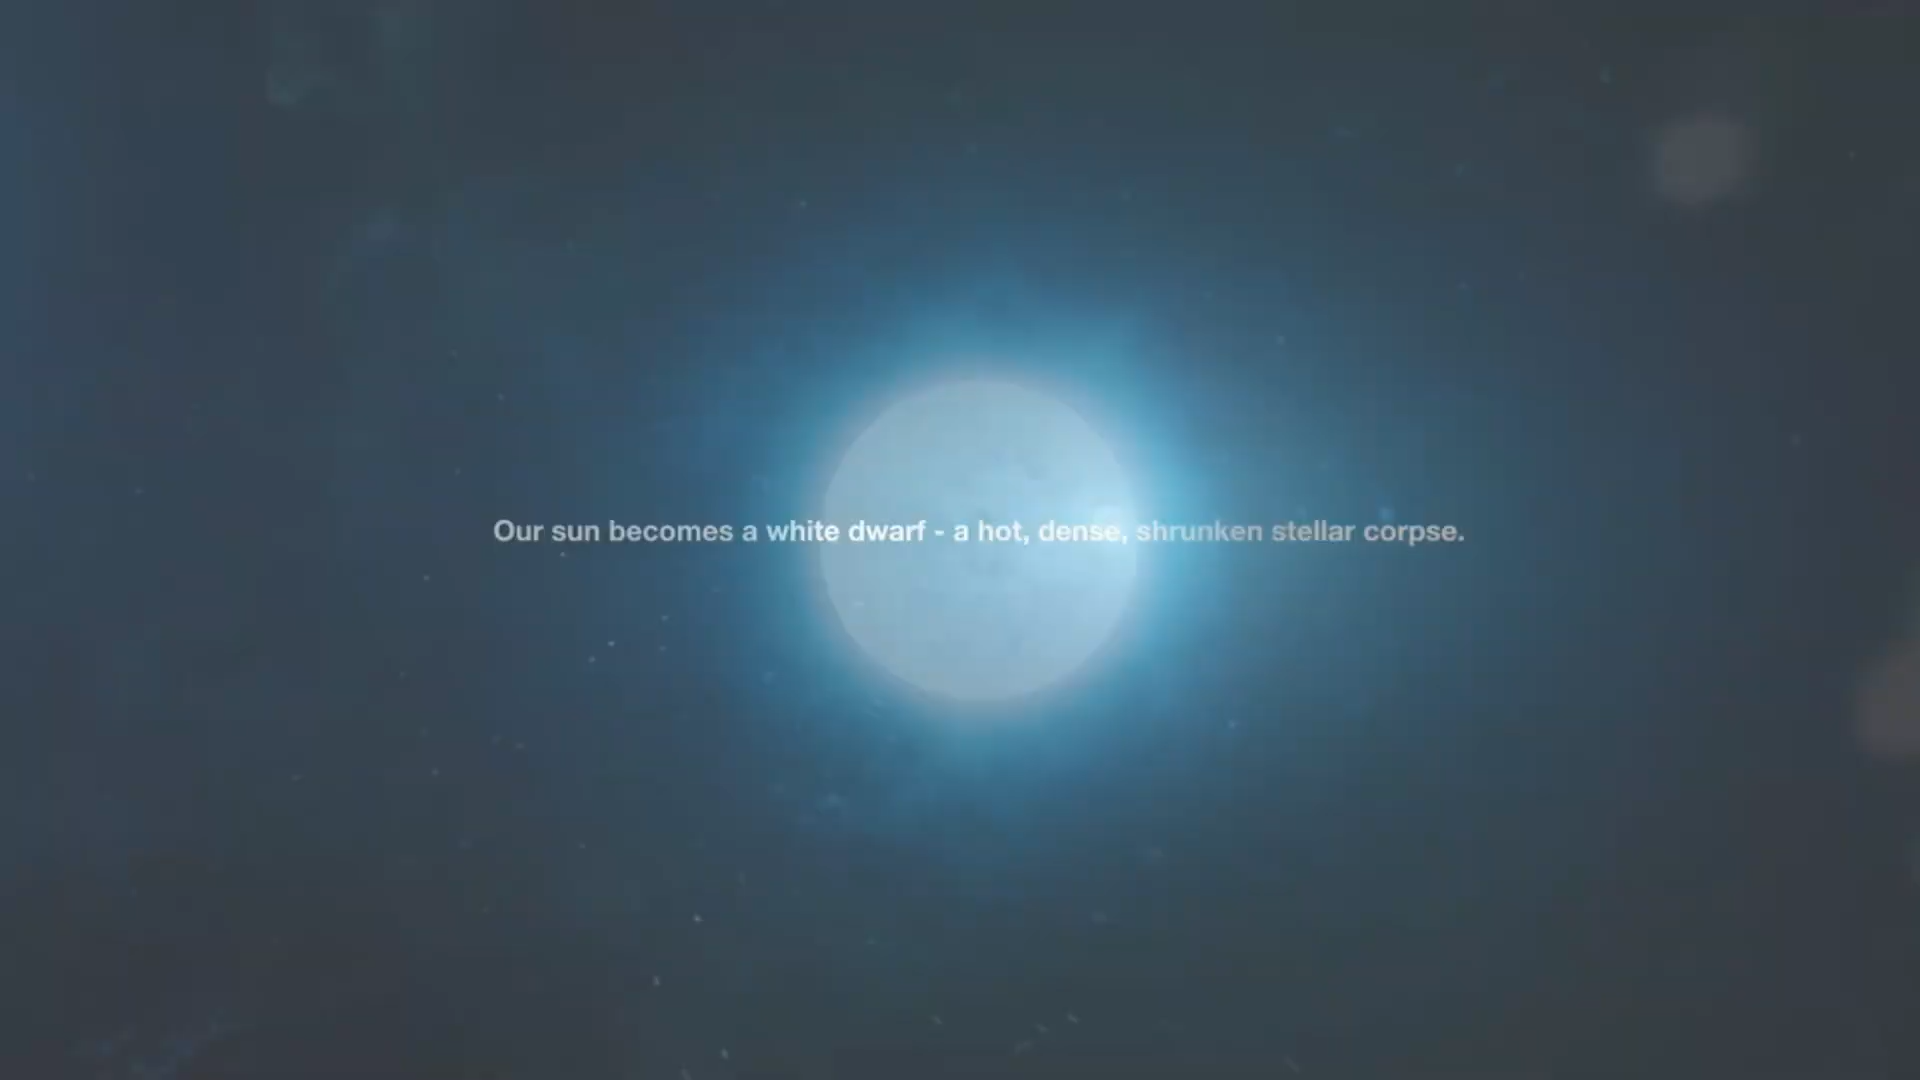 Our sun becomes a white dwarf - a hot, dense, shrunken stellar corpse.